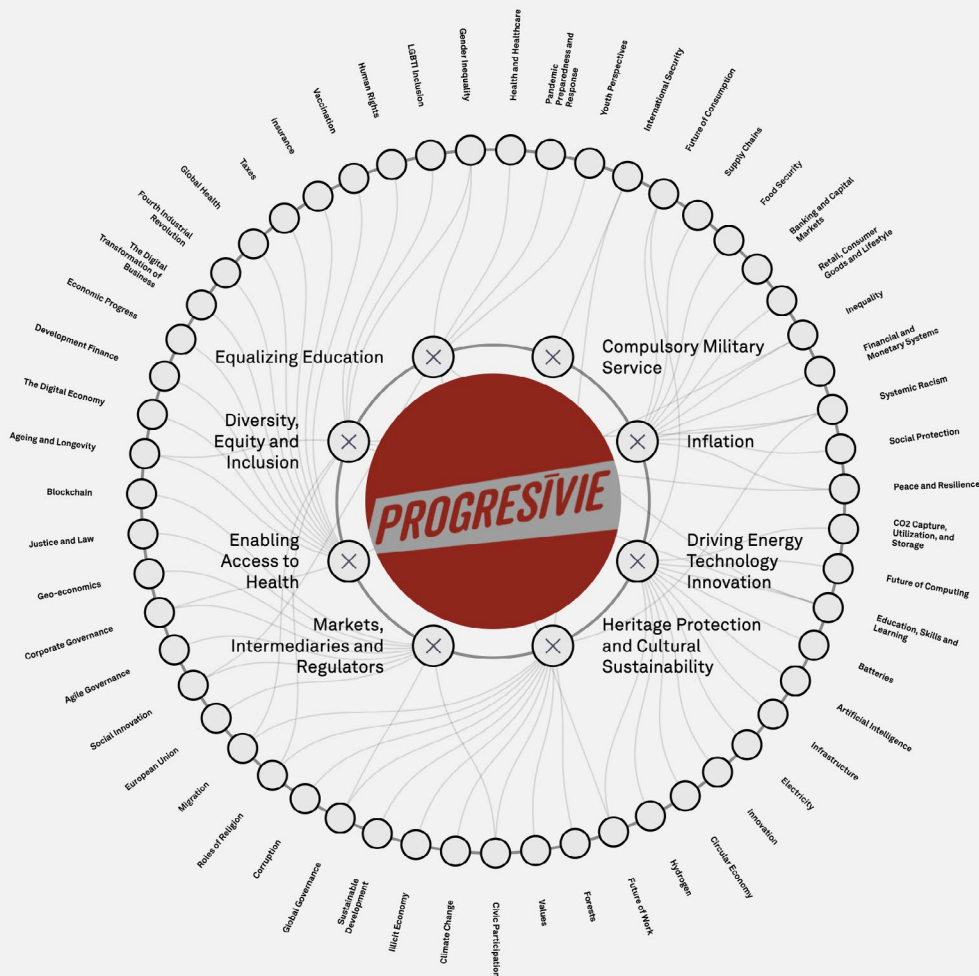 Gender Inequality
Health and Healthcare
Pandemic
Preparedness and
Response
Youth Perspectives
International Security
Future of Consumption
Supply Chains
Food Security
Banking and Capital
Markets
Retail, Consumer
Goods and Lifestyle
Inequality
Financial and
Monetary Systems
Systemic Racism
Social Protection
Peace and Resilience
CO2 Capture,
Utilization, and
Storage
Future of Computing
Education, Skills and
Learning
Batteries
Artificial Intelligence
Infrastructure
Electricity
Innovation
Circular Economy
Hydrogen
Future of Work
Forests
Values
Civic Participation
Climate Change
Illicit Economy
Sustainable
Development
Global Governance
Corruption
Roles of Religion
Migration
European Union
Social Innovation
Agile Governance
Corporate Governance
Geo-economics
Justice and Law
Blockchain
Ageing and Longevity
The Digital Economy
Development Finance
Economic Progress
The Digital
Transformation of
Business
Fourth Industrial
Revolution
Global Health
Taxes
insurance
Vaccination
Human Rights
LGBTI Inclusion
Equalizing Education
Compulsory Military
Service
Diversity,
Equity and
Inclusion
Inflation
PROGRESĪVIE
Enabling
Access to
Health
Driving Energy
Technology
Innovation
Markets,
Intermediaries and
Regulators
Heritage Protection
and Cultural
Sustainability